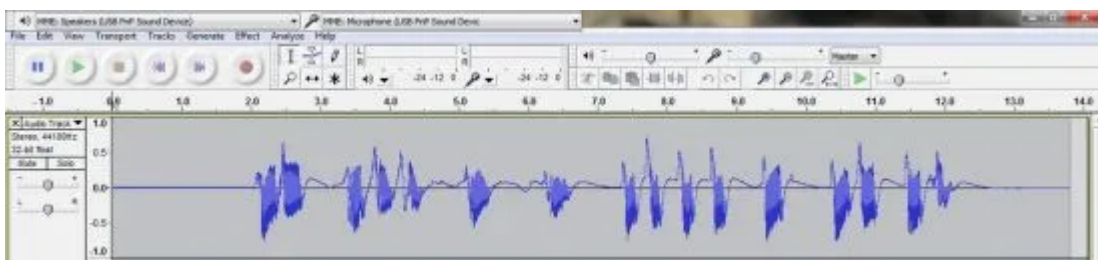 MME: Speakers (USB PnP Sound Device) MME: Microphone (USB PnP Sound Devic
File Edit View Transport Tracks Generate Effect Analyze Help
L
R
L
R
-24 -12 0 -24 -12 0
Master
-1.0 0.0 1.0 2.0 3.0 4.0 5.0 6.0 7.0 8.0 9.0 10.0 11.0 12.0 13.0 14.0
X Audio Track 1.0
Stereo, 44100Hz
32-bit float
Mute Solo
0.5
- + 0.0
L R
-0.5
-1.0